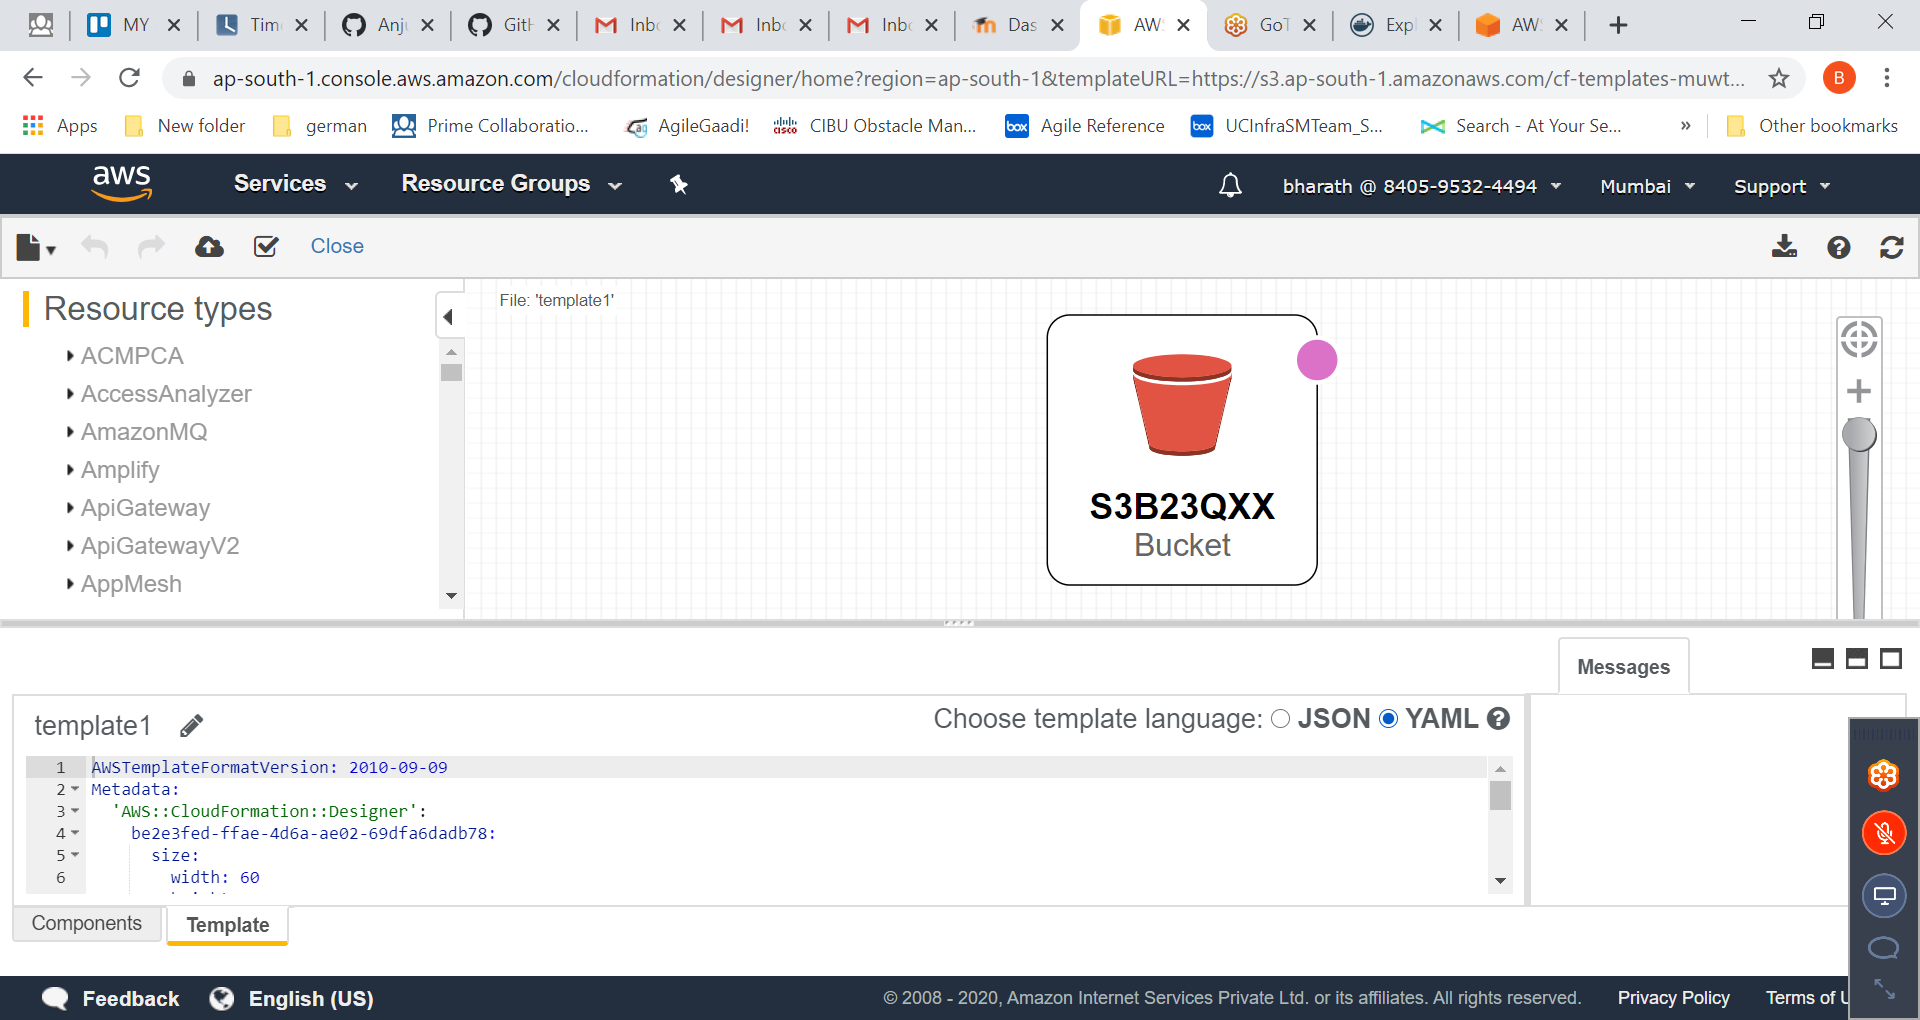 MY
Tim
Anj
GitH
Inbo
Inbo
Inbo
Das
AWS
GoT
Expl
AWS
ap-south-1.console.aws.amazon.com/cloudformation/designer/home?region=ap-south-1&templateURL=https://s3.ap-south-1.amazonaws.com/cf-templates-muwt...
B
Apps
New folder
german
Prime Collaboratio...
AgileGaadi!
CIBU Obstacle Man...
box
Agile Reference
box
UCInfraSMTeam_S...
Search - At Your Se...
»
Other bookmarks
aws
Services
Resource Groups
bharath @ 8405-9532-4494
Mumbai
Support
Close
Resource types
ACMPCA
AccessAnalyzer
AmazonMQ
Amplify
ApiGateway
ApiGatewayV2
AppMesh
File: 'template1'
S3B23QXX
Bucket
Messages
template1
Choose template language: JSON YAML
1 AWSTemplateFormatVersion: 2010-09-09
2 Metadata:
3 'AWS::CloudFormation::Designer':
4 be2e3fed-ffae-4d6a-ae02-69dfa6dadb78:
5 size:
6 width: 60
Components
Template
Feedback
English (US)
© 2008 - 2020, Amazon Internet Services Private Ltd. or its affiliates. All rights reserved.
Privacy Policy
Terms of U